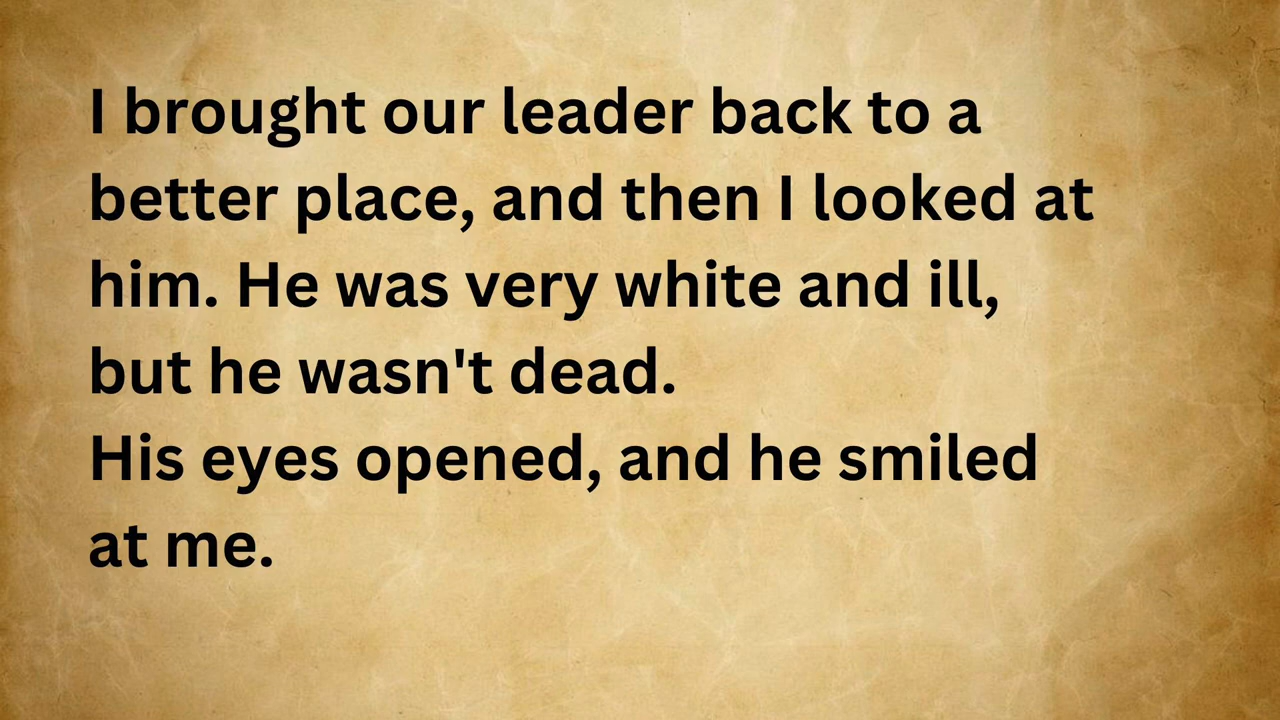 I brought our leader back to a
better place, and then I looked at
him. He was very white and ill,
but he wasn't dead.
His eyes opened, and he smiled
at me.